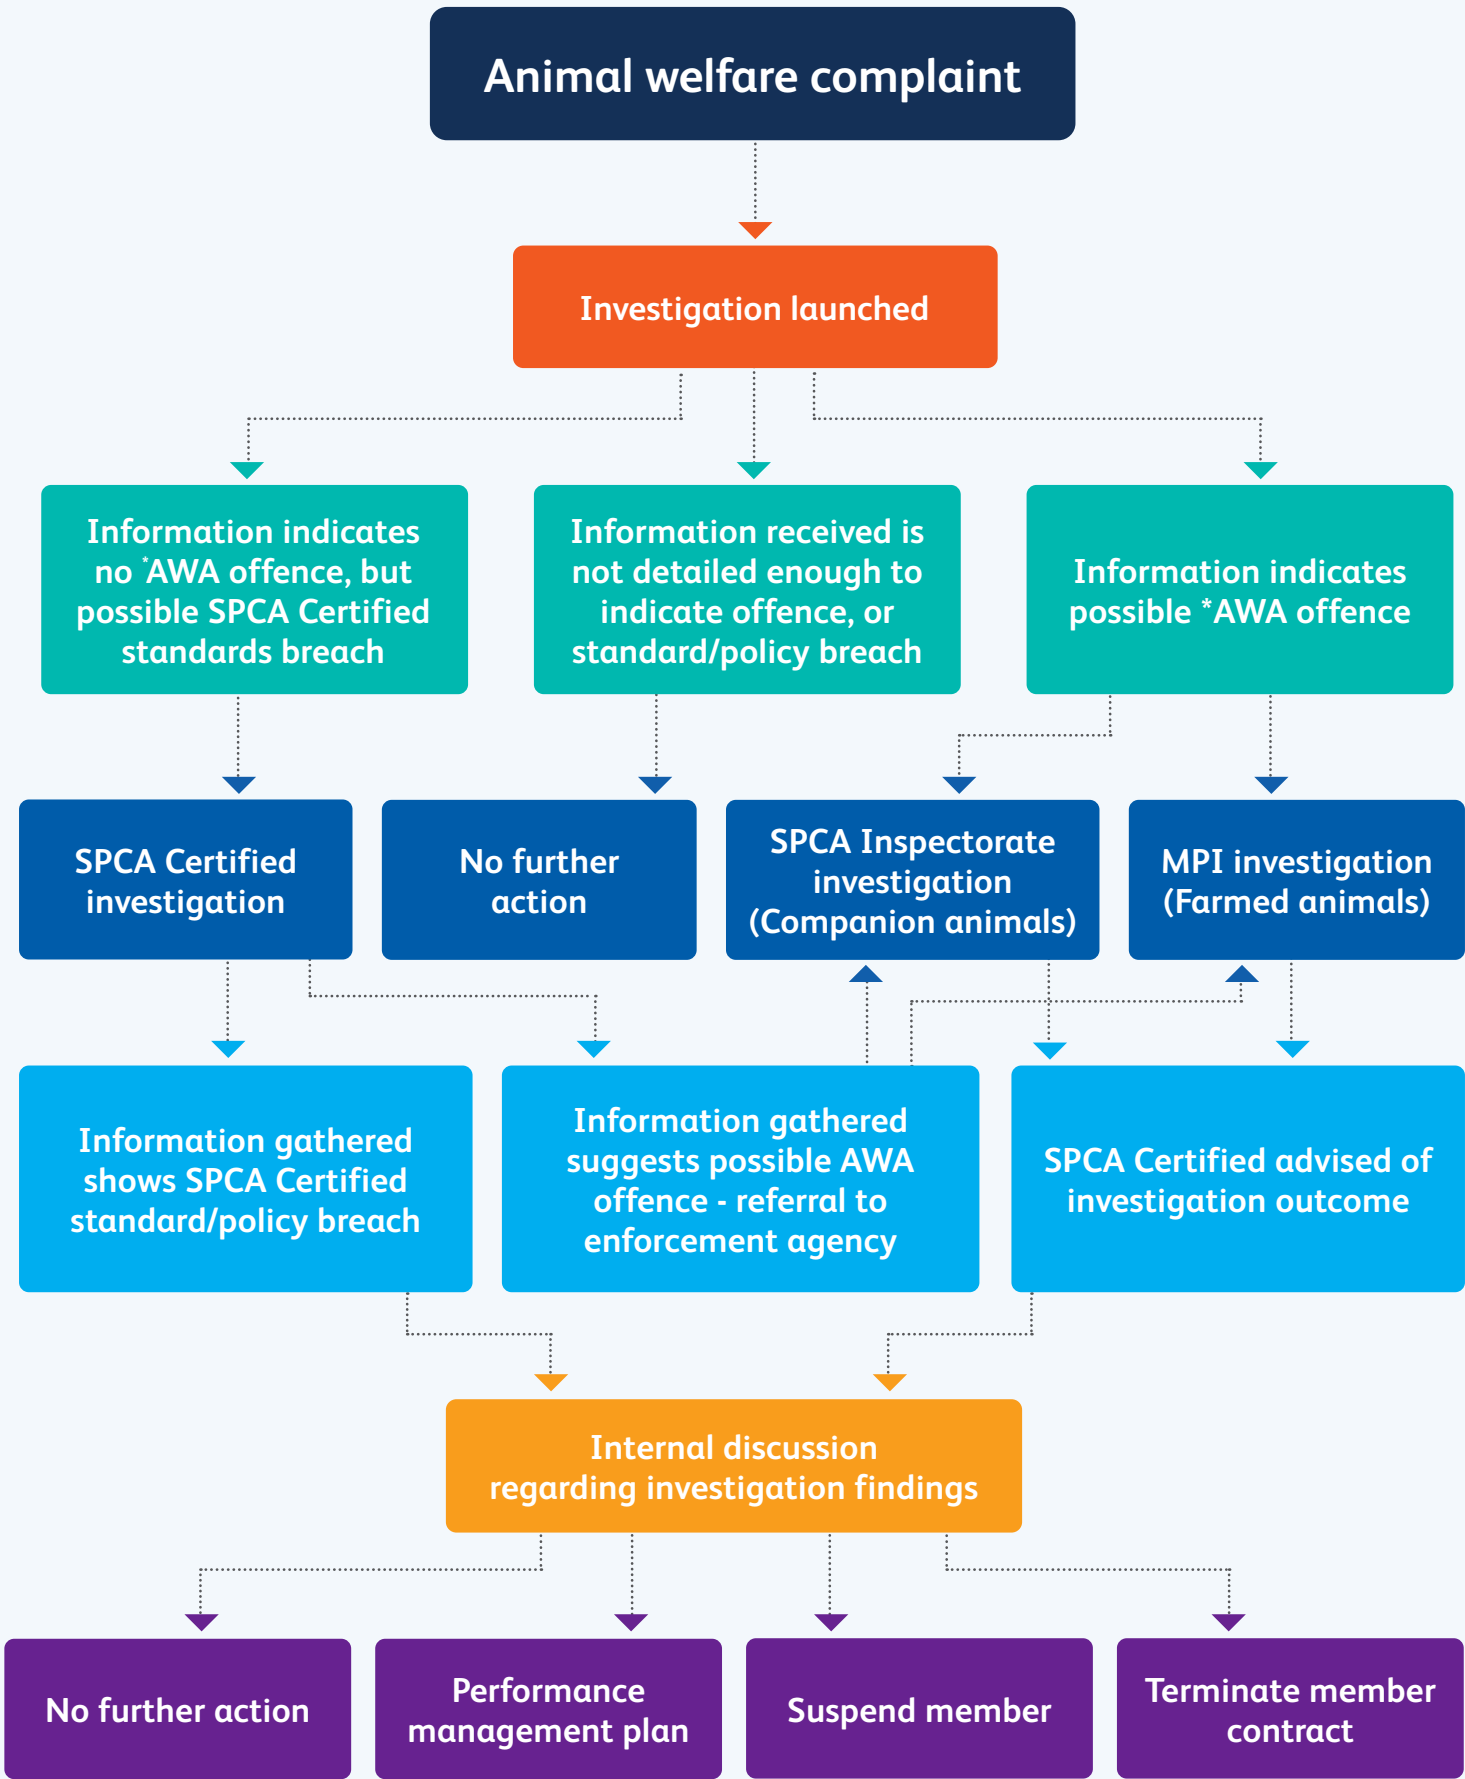 Animal welfare complaint
Investigation launched
Information indicates
no *AWA offence, but
possible SPCA Certified
standards breach
Information received is
not detailed enough to
indicate offence, or
standard/policy breach
Information indicates
possible *AWA offence
SPCA Certified
investigation
No further
action
SPCA Inspectorate
investigation
(Companion animals)
MPI investigation
(Farmed animals)
Information gathered
shows SPCA Certified
standard/policy breach
Information gathered
suggests possible AWA
offence - referral to
enforcement agency
SPCA Certified advised of
investigation outcome
Internal discussion
regarding investigation findings
No further action
Performance
management plan
Suspend member
Terminate member
contract